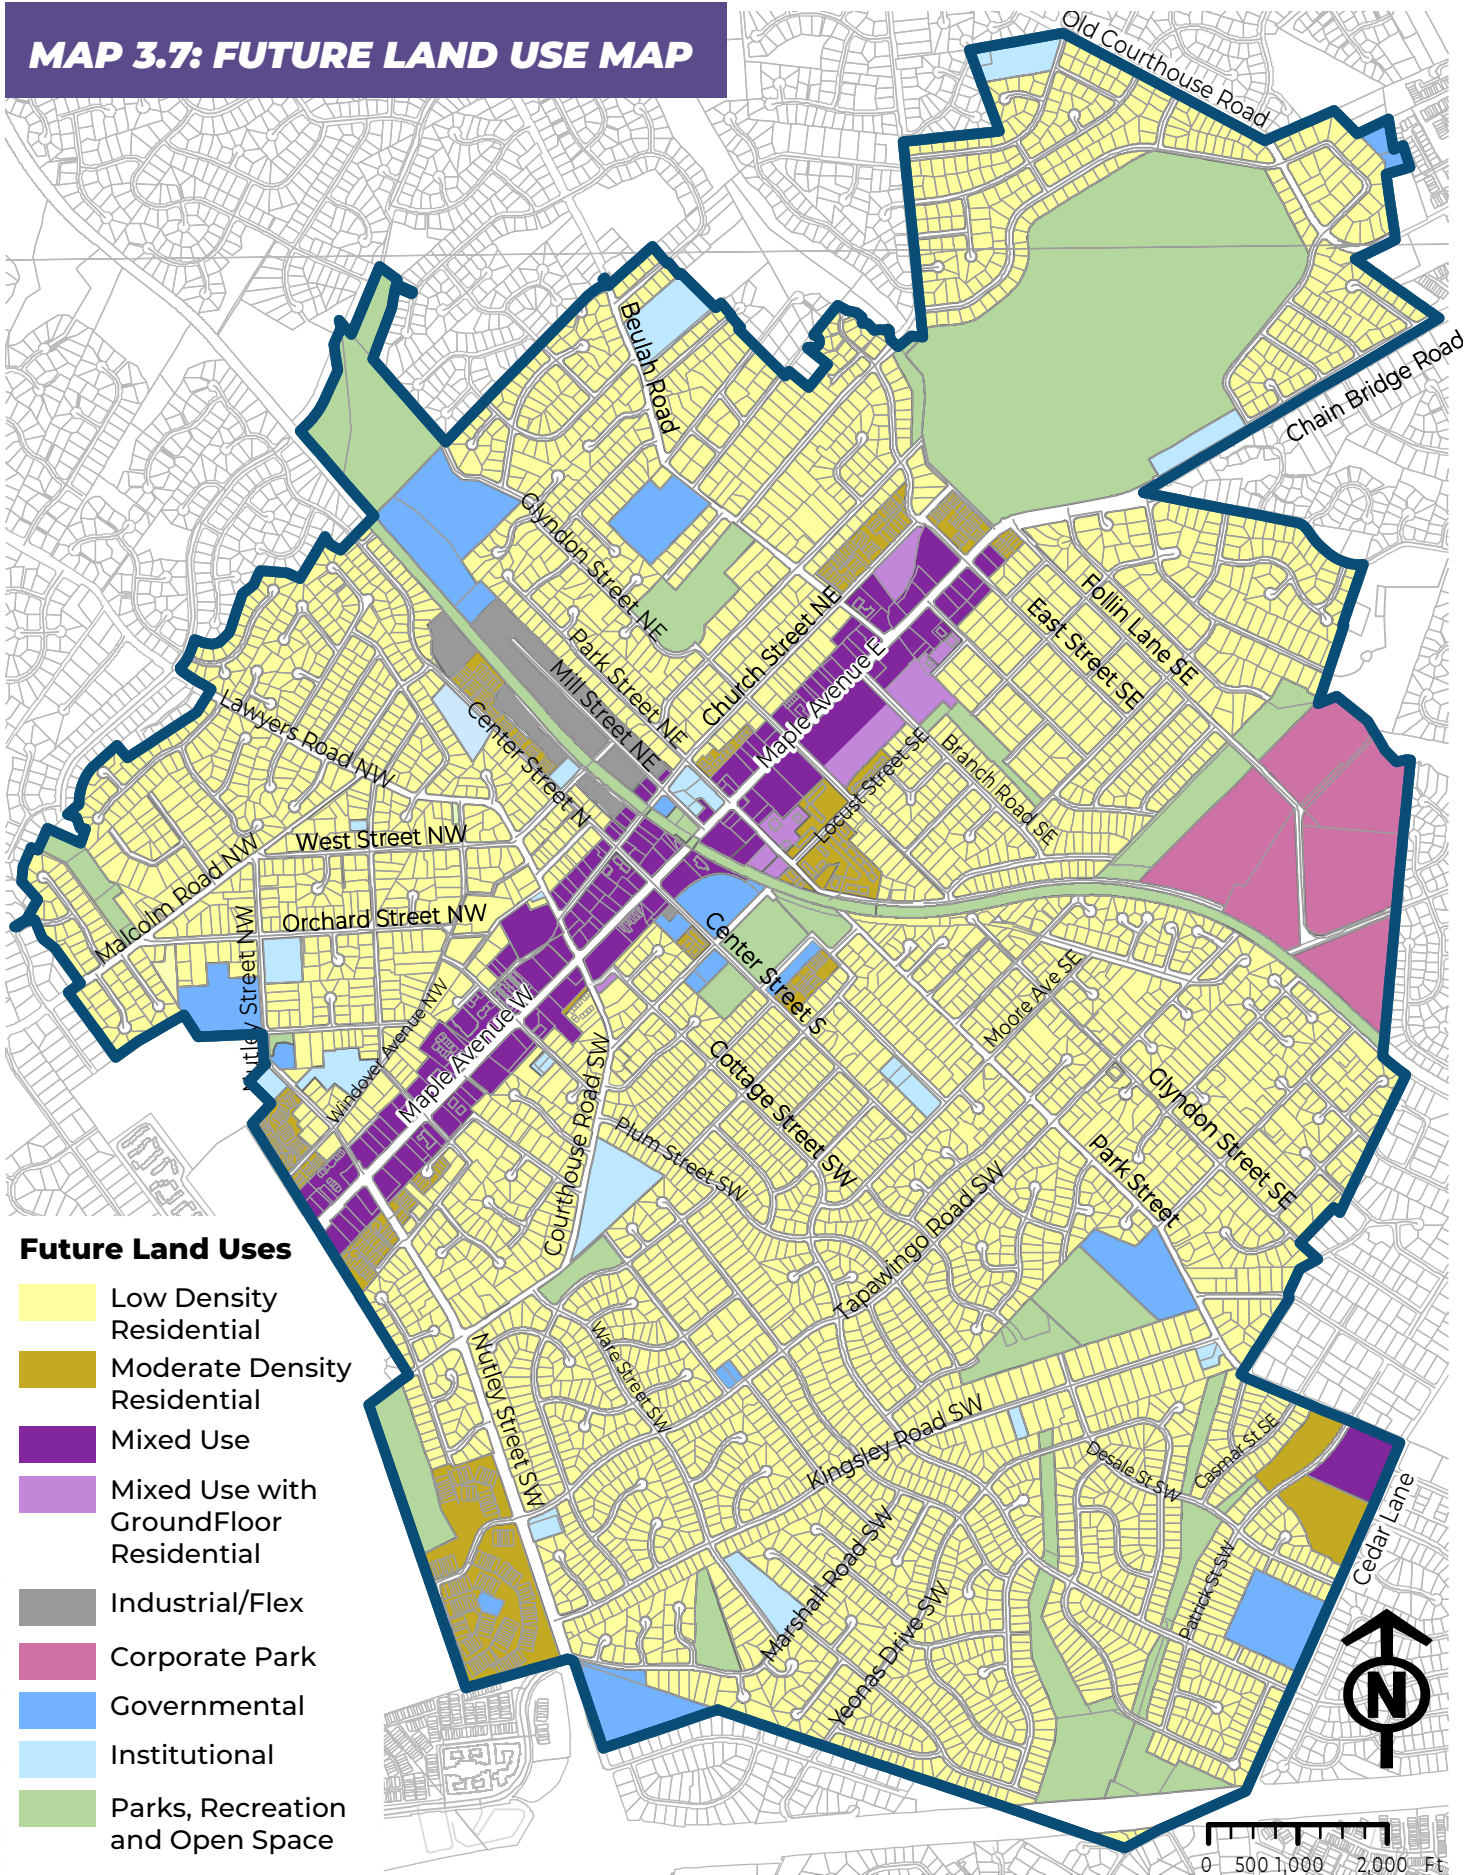 MAP 3.7: FUTURE LAND USE MAP
Old Courthouse Road
Beulah Road
Chain Bridge Road
Glyndon Street NE
Follin Lane SE
East Street SE
Church Street NE
Park Street NE
Mill Street NE
Maple Avenue E
Lawyers Road NW
Center Street N
Branch Road SE
Locust Street SE
West Street NW
Malcolm Road NW
Orchard Street NW
Nutley Street NW
Center Street S
Moore Ave SE
Windover Avenue NW
Maple Avenue W
Cottage Street SW
Glyndon Street SE
Courthouse Road SW
Plum Street SW
Park Street
Tapawingo Road SW
Ware Street SW
Nutley Street SW
Kingsley Road SW
Desale St SW
Casmar St SE
Cedar Lane
Marshall Road SW
Patrick St SW
Yeonas Drive SW
Future Land Uses
Low Density
Residential
Moderate Density
Residential
Mixed Use
Mixed Use with
GroundFloor
Residential
Industrial/Flex
Corporate Park
Governmental
Institutional
Parks, Recreation
and Open Space
N
0 500 1,000 2,000 Ft